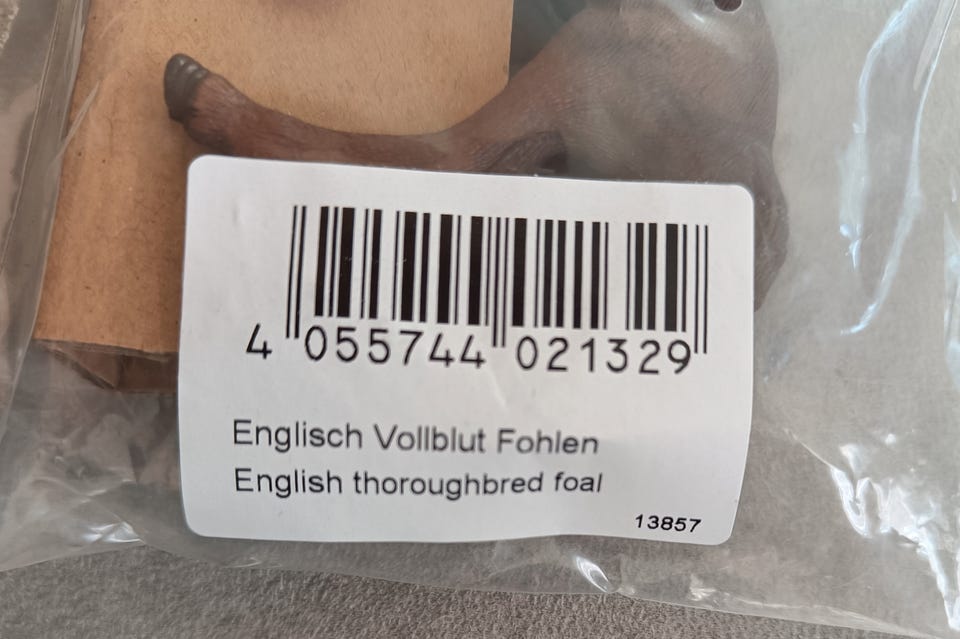 4 055744 021329
Englisch Vollblut Fohlen
English thoroughbred foal
13857